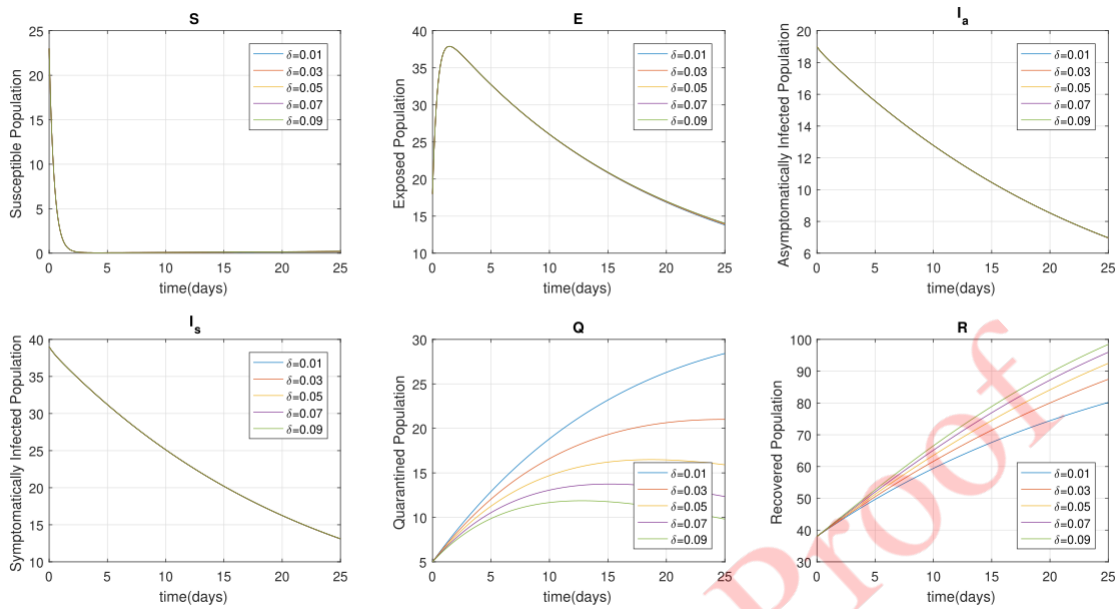 S
Susceptible Population
25
20
15
10
5
0
0 5 10 15 20 25
time(days)
δ=0.01
δ=0.03
δ=0.05
δ=0.07
δ=0.09
E
Exposed Population
40
35
30
25
20
15
10
0 5 10 15 20 25
time(days)
δ=0.01
δ=0.03
δ=0.05
δ=0.07
δ=0.09
I_a
Asymptomatically Infected Population
20
18
16
14
12
10
8
6
0 5 10 15 20 25
time(days)
δ=0.01
δ=0.03
δ=0.05
δ=0.07
δ=0.09
I_s
Symptomatically Infected Population
40
35
30
25
20
15
10
0 5 10 15 20 25
time(days)
δ=0.01
δ=0.03
δ=0.05
δ=0.07
δ=0.09
Q
Quarantined Population
30
25
20
15
10
5
0 5 10 15 20 25
time(days)
δ=0.01
δ=0.03
δ=0.05
δ=0.07
δ=0.09
R
Recovered Population
100
90
80
70
60
50
40
30
0 5 10 15 20 25
time(days)
δ=0.01
δ=0.03
δ=0.05
δ=0.07
δ=0.09
Proof